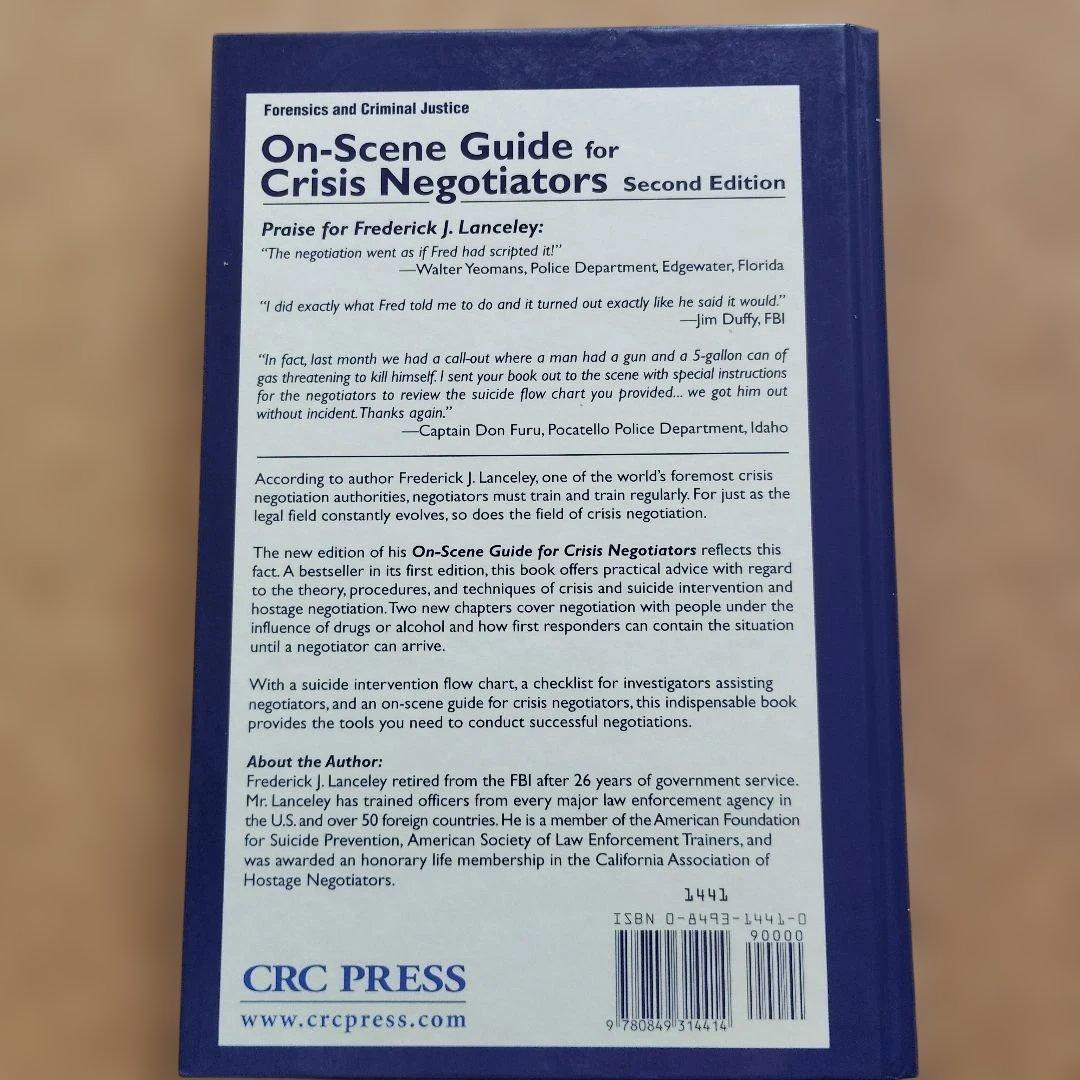 Forensics and Criminal Justice
On-Scene Guide for
Crisis Negotiators Second Edition
Praise for Frederick J. Lanceley:
“The negotiation went as if Fred had scripted it!”
—Walter Yeomans, Police Department, Edgewater, Florida
“I did exactly what Fred told me to do and it turned out exactly like he said it would.”
—Jim Duffy, FBI
“In fact, last month we had a call-out where a man had a gun and a 5-gallon can of
gas threatening to kill himself. I sent your book out to the scene with special instructions
for the negotiators to review the suicide flow chart you provided... we got him out
without incident. Thanks again.”
—Captain Don Furu, Pocatello Police Department, Idaho
According to author Frederick J. Lanceley, one of the world's foremost crisis
negotiation authorities, negotiators must train and train regularly. For just as the
legal field constantly evolves, so does the field of crisis negotiation.
The new edition of his On-Scene Guide for Crisis Negotiators reflects this
fact. A bestseller in its first edition, this book offers practical advice with regard
to the theory, procedures, and techniques of crisis and suicide intervention and
hostage negotiation. Two new chapters cover negotiation with people under the
influence of drugs or alcohol and how first responders can contain the situation
until a negotiator can arrive.
With a suicide intervention flow chart, a checklist for investigators assisting
negotiators, and an on-scene guide for crisis negotiators, this indispensable book
provides the tools you need to conduct successful negotiations.
About the Author:
Frederick J. Lanceley retired from the FBI after 26 years of government service.
Mr. Lanceley has trained officers from every major law enforcement agency in
the U.S. and over 50 foreign countries. He is a member of the American Foundation
for Suicide Prevention, American Society of Law Enforcement Trainers, and
was awarded an honorary life membership in the California Association of
Hostage Negotiators.
1441
ISBN 0-8493-1441-0
90000
9 780849 314414
CRC PRESS
www.crcpress.com